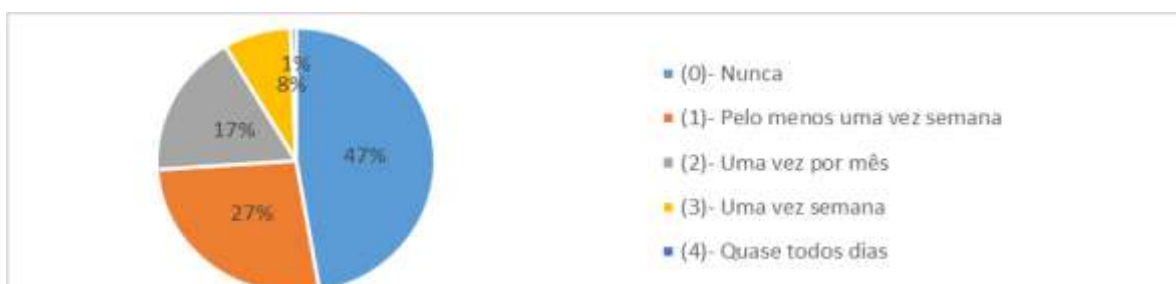 1%
8%
17%
47%
27%
(0)- Nunca
(1)- Pelo menos uma vez semana
(2)- Uma vez por mês
(3)- Uma vez semana
(4)- Quase todos dias